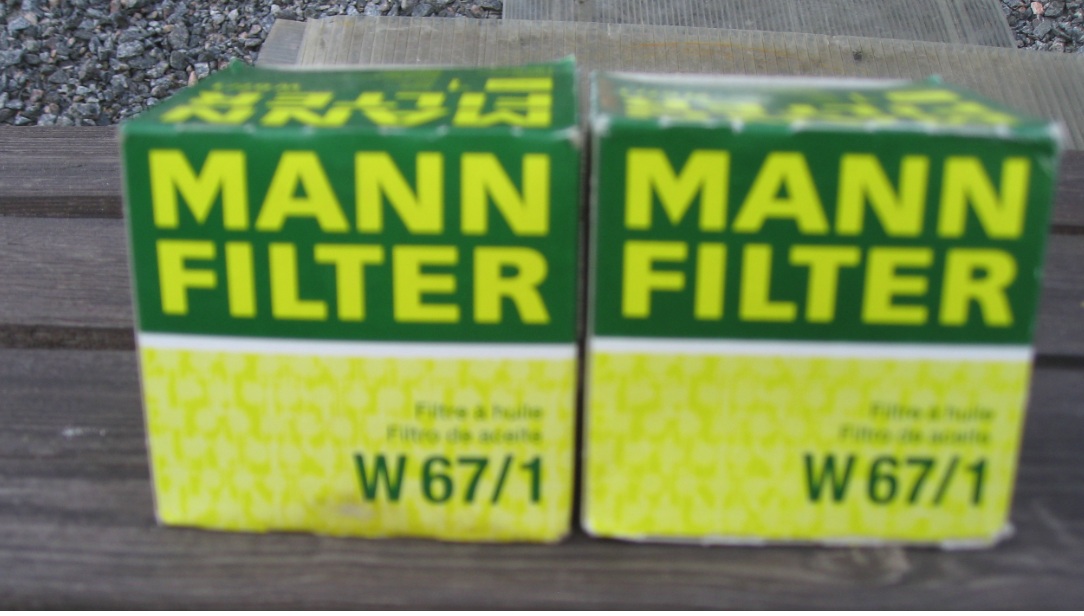 MANN
FILTER
Filtre à huile
Filtro de aceite
W 67/1
MANN
FILTER
Filtre à huile
Filtro de aceite
W 67/1